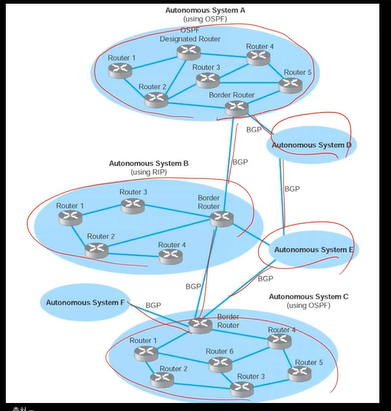 Autonomous System A
(using OSPF)
OSPF
Designated Router
Router 4
Router 1
Router 3
Router 5
Router 2
Border Router
BGP
Autonomous System D
BGP
Autonomous System B
(using RIP)
BGP
Router 3
Border
Router
Router 1
Router 2
Router 4
Autonomous System E
BGP
BGP
Autonomous System C
(using OSPF)
Autonomous System F
BGP
Border
Router
Router 4
Router 1
Router 6
Router 5
Router 2
Router 3
출처 –